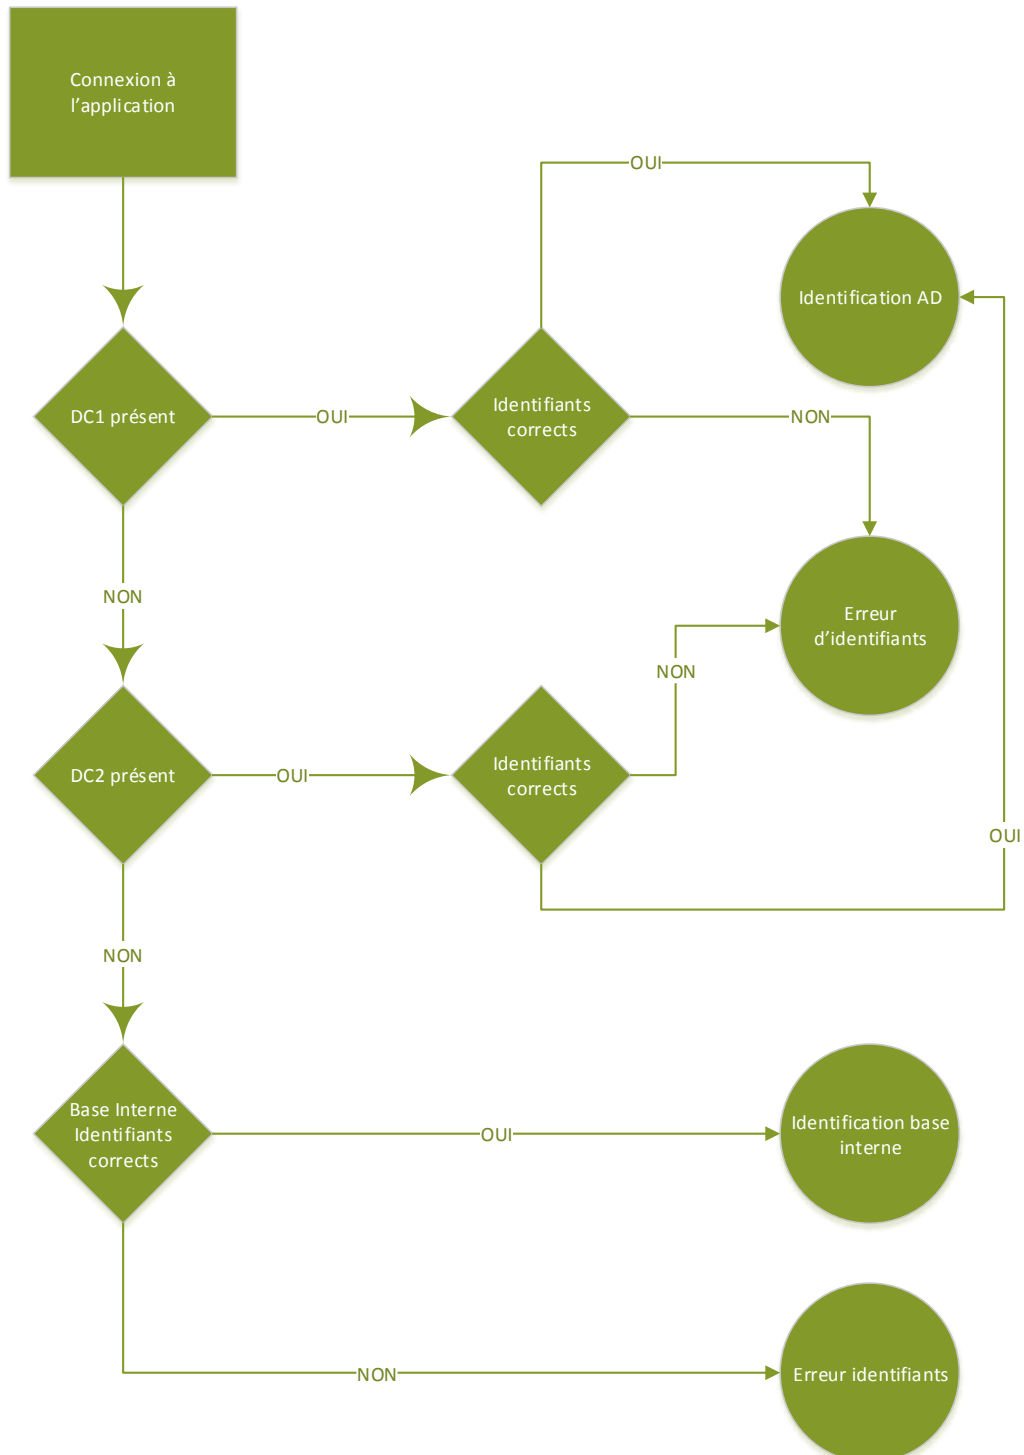 Connexion à
l'application
OUI
Identification AD
DC1 présent
OUI
Identifiants
corrects
NON
NON
Erreur
d'identifiants
NON
DC2 présent
OUI
Identifiants
corrects
OUI
NON
Base Interne
Identifiants
corrects
OUI
Identification base
interne
NON
Erreur identifiants